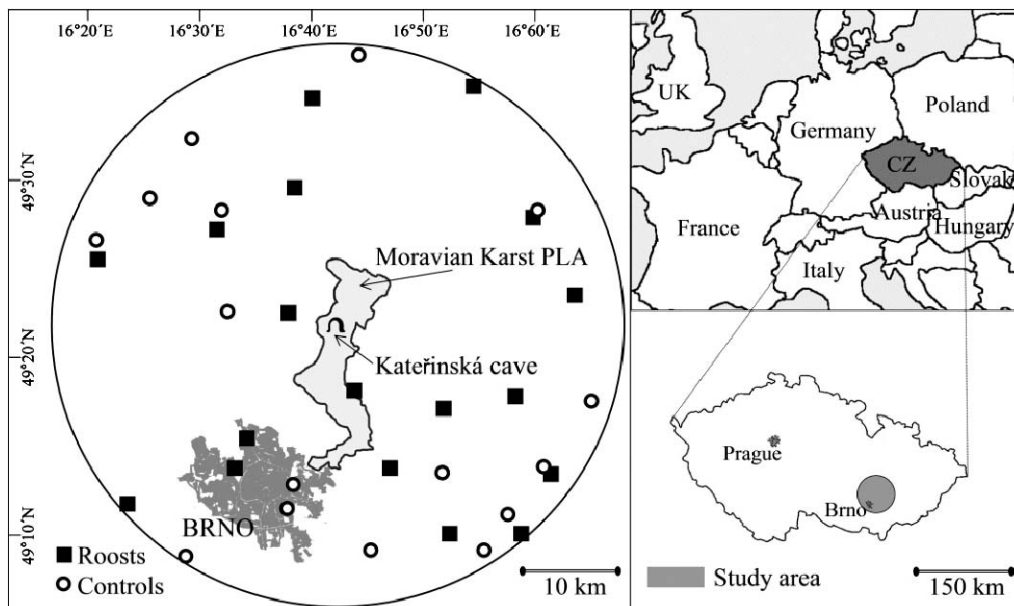 16°20´E 16°30´E 16°40´E 16°50´E 16°60´E
49°30´N
49°20´N
49°10´N
Moravian Karst PLA
Kateřinská cave
BRNO
Roosts
Controls
10 km
UK
Poland
Germany
CZ
Slovak
Austria
Hungary
France
Italy
Prague
Brno
Study area
150 km